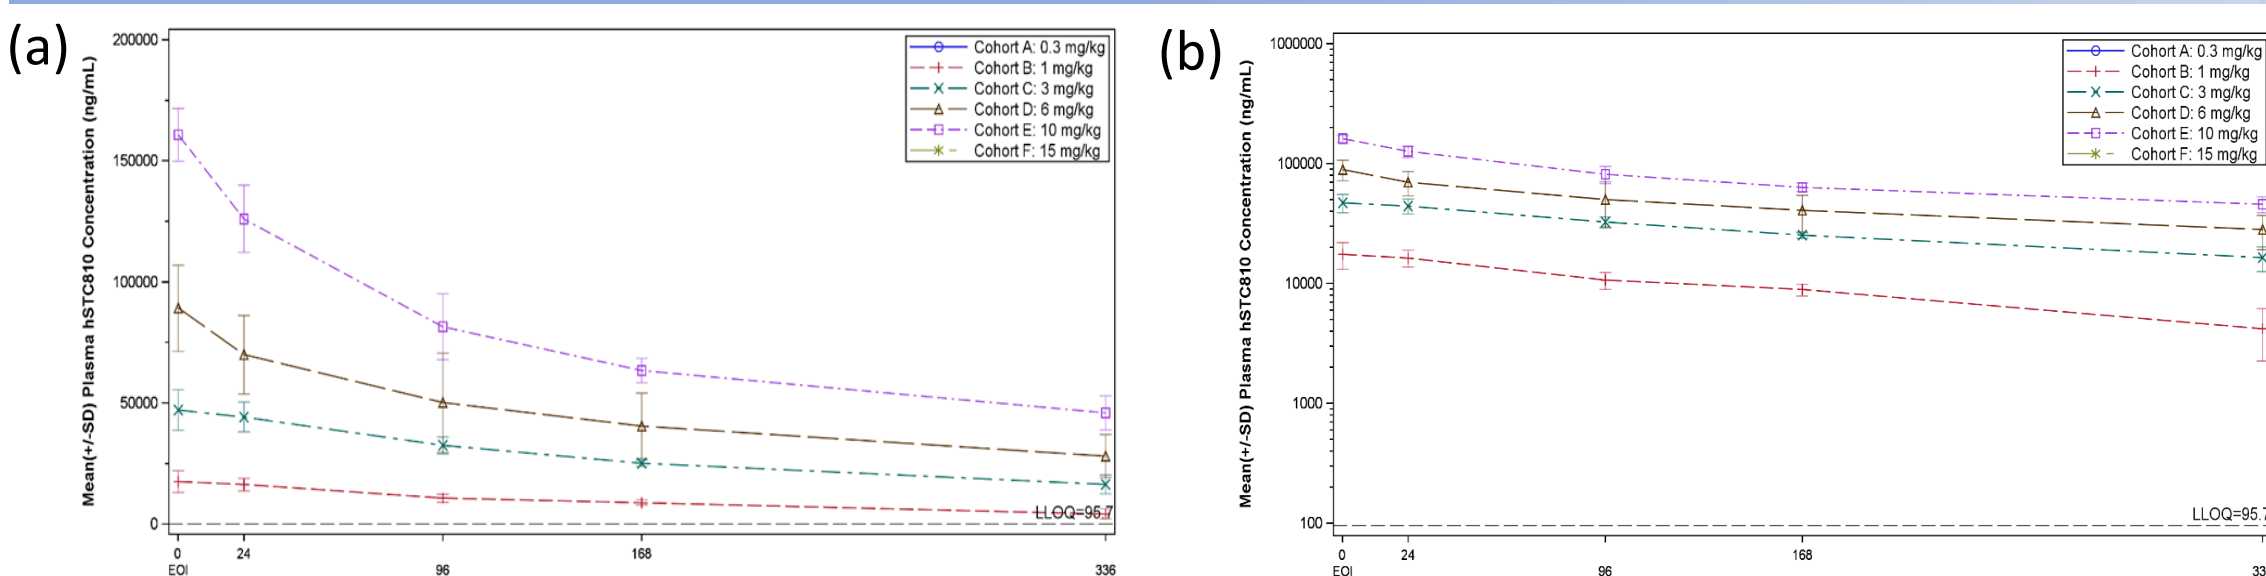 (a)
Mean(+/-SD) Plasma hSTC810 Concentration (ng/mL)
200000
150000
100000
50000
0
Cohort A: 0.3 mg/kg
Cohort B: 1 mg/kg
Cohort C: 3 mg/kg
Cohort D: 6 mg/kg
Cohort E: 10 mg/kg
Cohort F: 15 mg/kg
LLOQ=95.7
0
24
96
168
336
EOI
(b)
Mean(+/-SD) Plasma hSTC810 Concentration (ng/mL)
1000000
100000
10000
1000
100
Cohort A: 0.3 mg/kg
Cohort B: 1 mg/kg
Cohort C: 3 mg/kg
Cohort D: 6 mg/kg
Cohort E: 10 mg/kg
Cohort F: 15 mg/kg
LLOQ=95.7
0
24
96
168
33
EOI